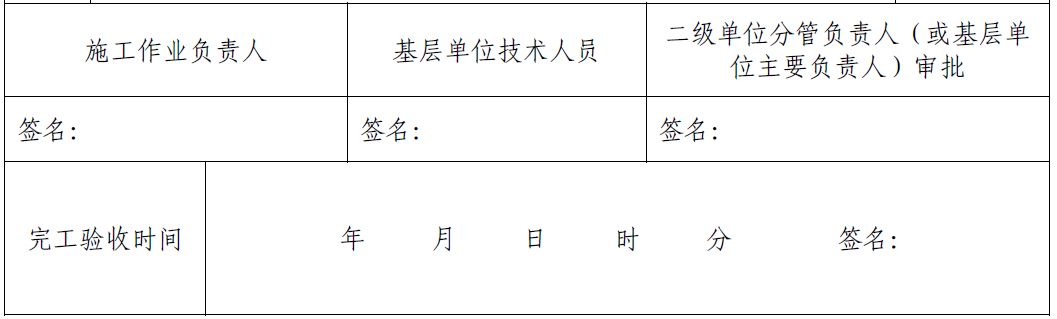 施工作业负责人
基层单位技术人员
二级单位分管负责人（或基层单
位主要负责人）审批
签名：
签名：
签名：
完工验收时间
年 月 日 时 分 签名：